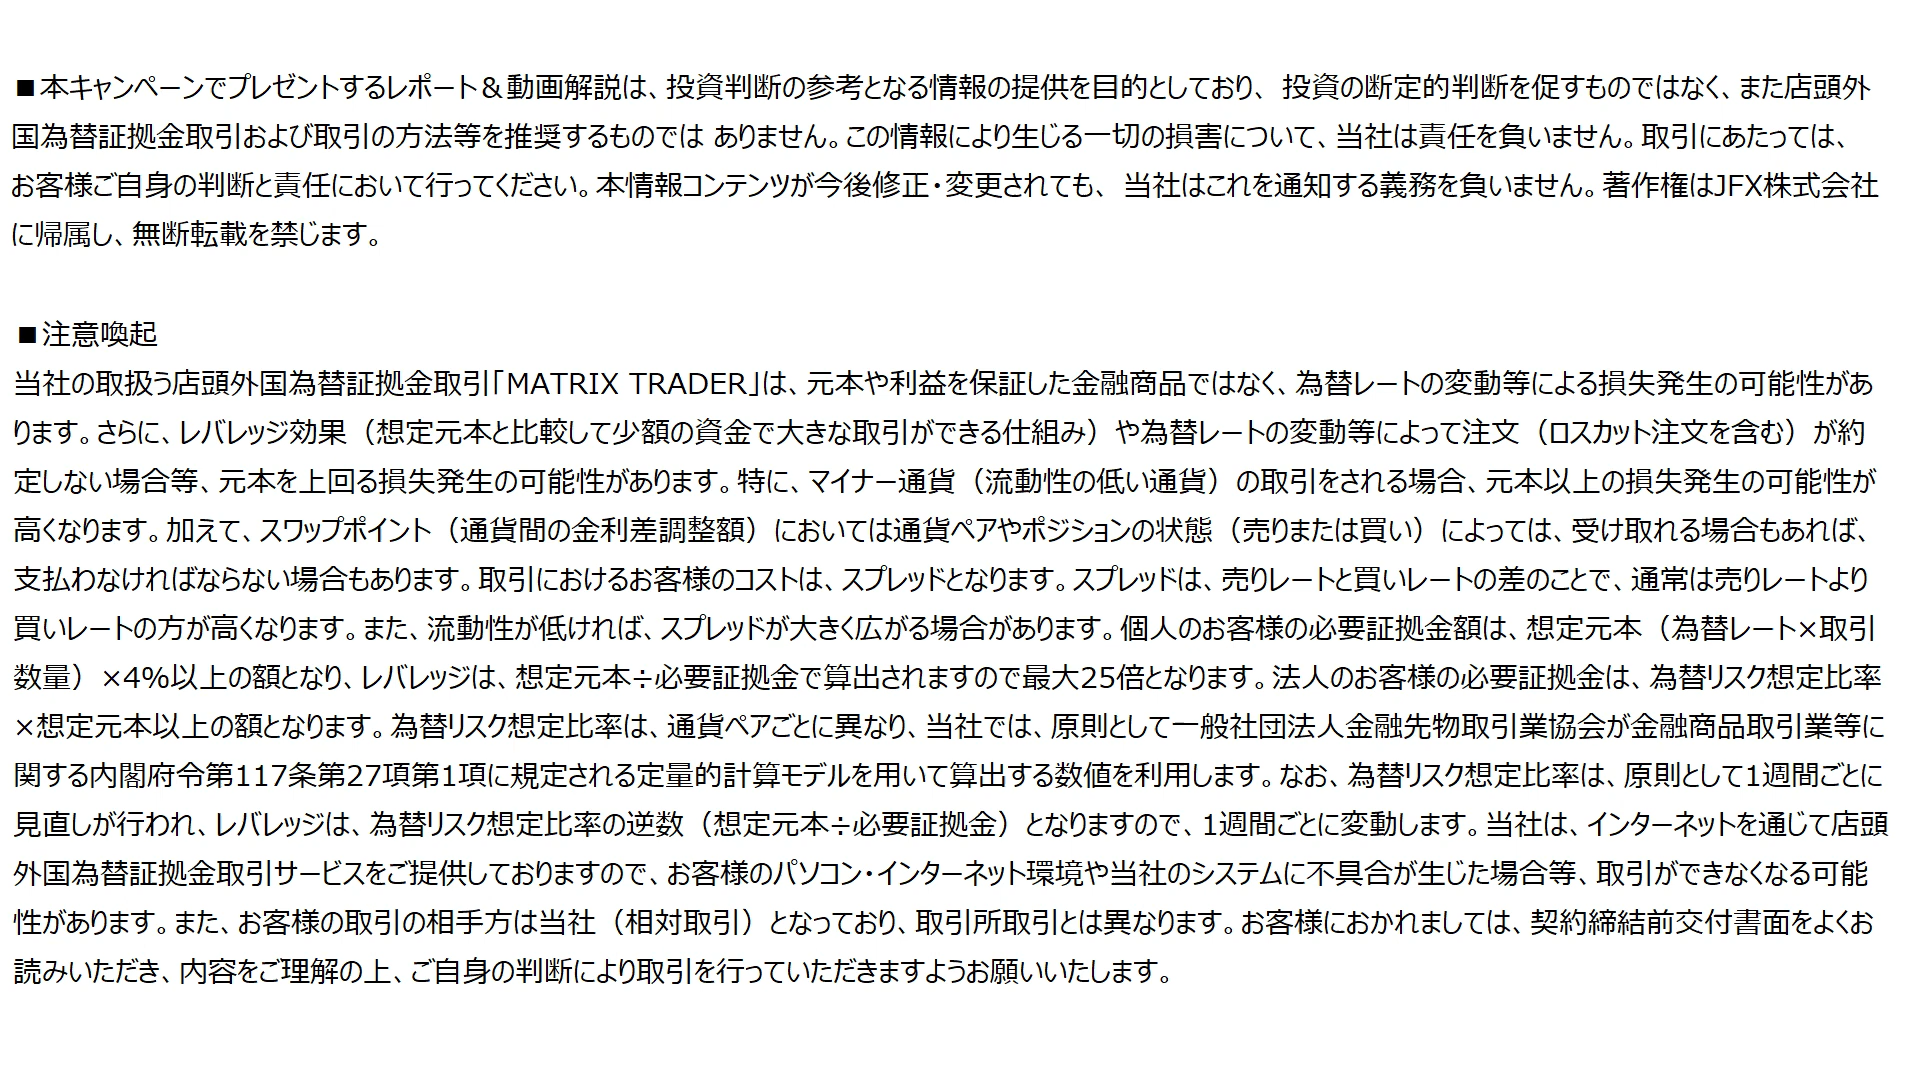 ■本キャンペーンでプレゼントするレポート＆動画解説は、投資判断の参考となる情報の提供を目的としており、 投資の断定的判断を促すものではなく、また店頭外
国為替証拠金取引および取引の方法等を推奨するものでは ありません。この情報により生じる一切の損害について、当社は責任を負いません。取引にあたっては、
お客様ご自身の判断と責任において行ってください。本情報コンテンツが今後修正・変更されても、 当社はこれを通知する義務を負いません。著作権はJFX株式会社
に帰属し、無断転載を禁じます。
■注意喚起
当社の取扱う店頭外国為替証拠金取引「MATRIX TRADER」は、元本や利益を保証した金融商品ではなく、為替レートの変動等による損失発生の可能性があ
ります。さらに、レバレッジ効果（想定元本と比較して少額の資金で大きな取引ができる仕組み）や為替レートの変動等によって注文（ロスカット注文を含む）が約
定しない場合等、元本を上回る損失発生の可能性があります。特に、マイナー通貨（流動性の低い通貨）の取引をされる場合、元本以上の損失発生の可能性が
高くなります。加えて、スワップポイント（通貨間の金利差調整額）においては通貨ペアやポジションの状態（売りまたは買い）によっては、受け取れる場合もあれば、
支払わなければならない場合もあります。取引におけるお客様のコストは、スプレッドとなります。スプレッドは、売りレートと買いレートの差のことで、通常は売りレートより
買いレートの方が高くなります。また、流動性が低ければ、スプレッドが大きく広がる場合があります。個人のお客様の必要証拠金額は、想定元本（為替レート×取引
数量）×4%以上の額となり、レバレッジは、想定元本÷必要証拠金で算出されますので最大25倍となります。法人のお客様の必要証拠金は、為替リスク想定比率
×想定元本以上の額となります。為替リスク想定比率は、通貨ペアごとに異なり、当社では、原則として一般社団法人金融先物取引業協会が金融商品取引業等に
関する内閣府令第117条第27項第1項に規定される定量的計算モデルを用いて算出する数値を利用します。なお、為替リスク想定比率は、原則として1週間ごとに
見直しが行われ、レバレッジは、為替リスク想定比率の逆数（想定元本÷必要証拠金）となりますので、1週間ごとに変動します。当社は、インターネットを通じて店頭
外国為替証拠金取引サービスをご提供しておりますので、お客様のパソコン・インターネット環境や当社のシステムに不具合が生じた場合等、取引ができなくなる可能
性があります。また、お客様の取引の相手方は当社（相対取引）となっており、取引所取引とは異なります。お客様におかれましては、契約締結前交付書面をよくお
読みいただき、内容をご理解の上、ご自身の判断により取引を行っていただきますようお願いいたします。